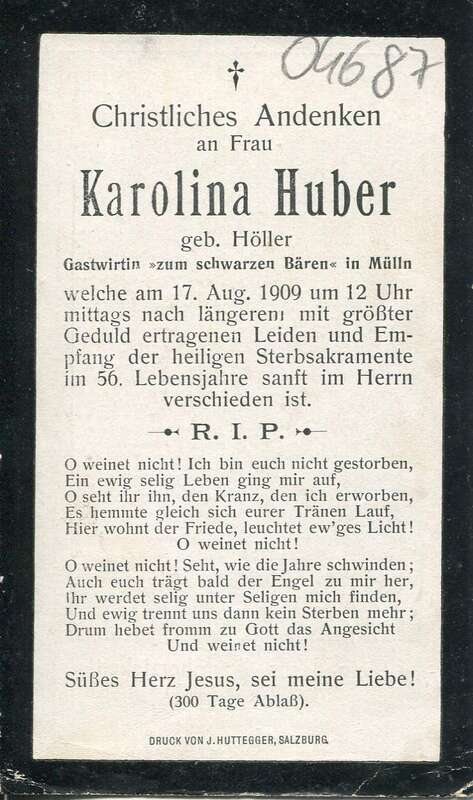 04687
Christliches Andenken
an Frau
Karolina Huber
geb. Höller
Gastwirtin »zum schwarzen Bären« in Mülln
welche am 17. Aug. 1909 um 12 Uhr
mittags nach längerem mit größter
Geduld ertragenen Leiden und Em-
pfang der heiligen Sterbsakramente
im 56. Lebensjahre sanft im Herrn
verschieden ist.
R. I. P.
O weinet nicht! Ich bin euch nicht gestorben,
Ein ewig selig Leben ging mir auf,
O seht ihr ihn, den Kranz, den ich erworben,
Es hemmte gleich sich eurer Tränen Lauf,
Hier wohnt der Friede, leuchtet ew'ges Licht!
O weinet nicht!
O weinet nicht! Seht, wie die Jahre schwinden;
Auch euch trägt bald der Engel zu mir her,
Ihr werdet selig unter Seligen mich finden,
Und ewig trennt uns dann kein Sterben mehr;
Drum hebet fromm zu Gott das Angesicht
Und weinet nicht!
Süßes Herz Jesus, sei meine Liebe!
(300 Tage Ablaß).
DRUCK VON J. HUTTEGGER, SALZBURG.